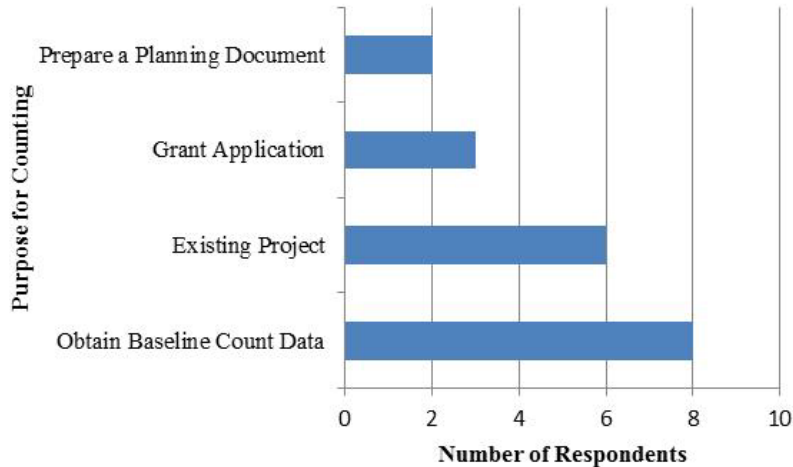 Purpose for Counting
Prepare a Planning Document
Grant Application
Existing Project
Obtain Baseline Count Data
0 2 4 6 8 10
Number of Respondents